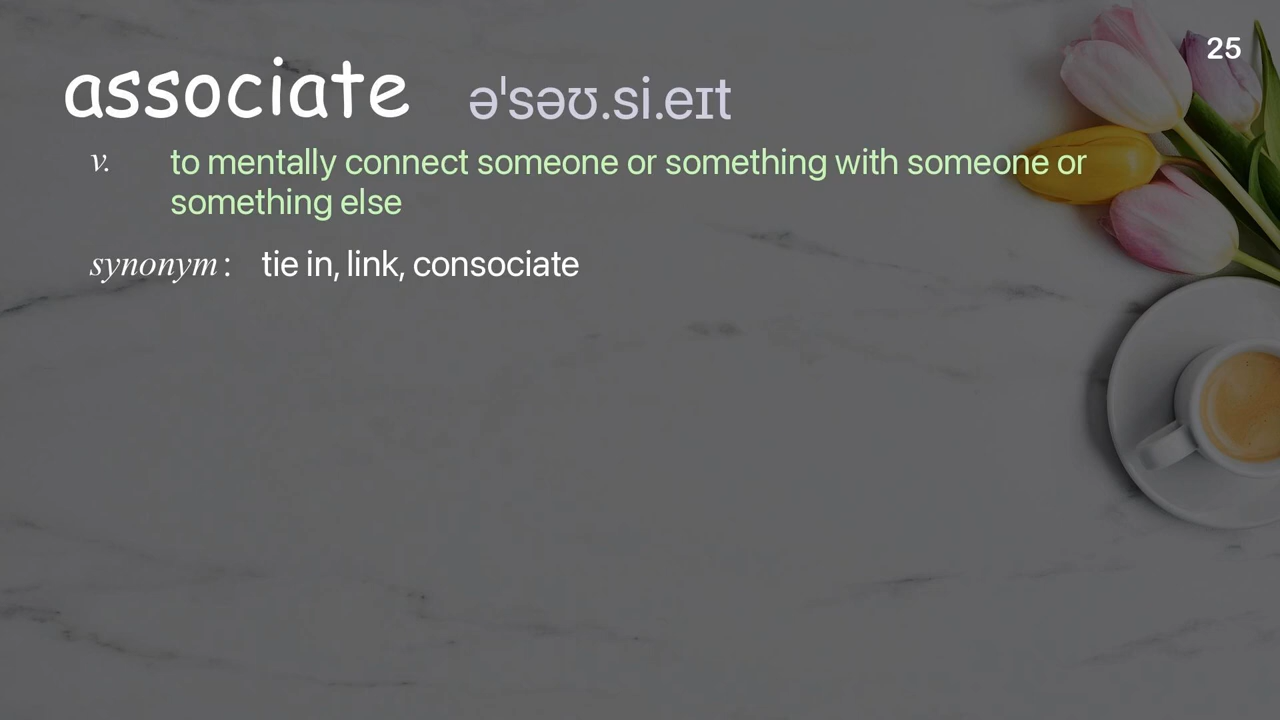 25
associate əˈsəʊ.si.eɪt
v. to mentally connect someone or something with someone or
something else
synonym : tie in, link, consociate